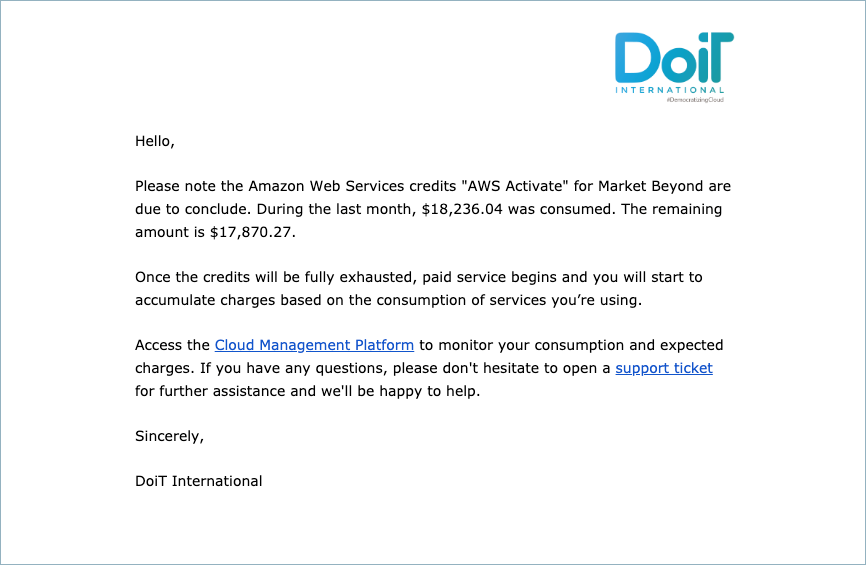 DoiT
INTERNATIONAL
#DemocratizingCloud
Hello,
Please note the Amazon Web Services credits "AWS Activate" for Market Beyond are
due to conclude. During the last month, $18,236.04 was consumed. The remaining
amount is $17,870.27.
Once the credits will be fully exhausted, paid service begins and you will start to
accumulate charges based on the consumption of services you’re using.
Access the Cloud Management Platform to monitor your consumption and expected
charges. If you have any questions, please don't hesitate to open a support ticket
for further assistance and we'll be happy to help.
Sincerely,
DoiT International